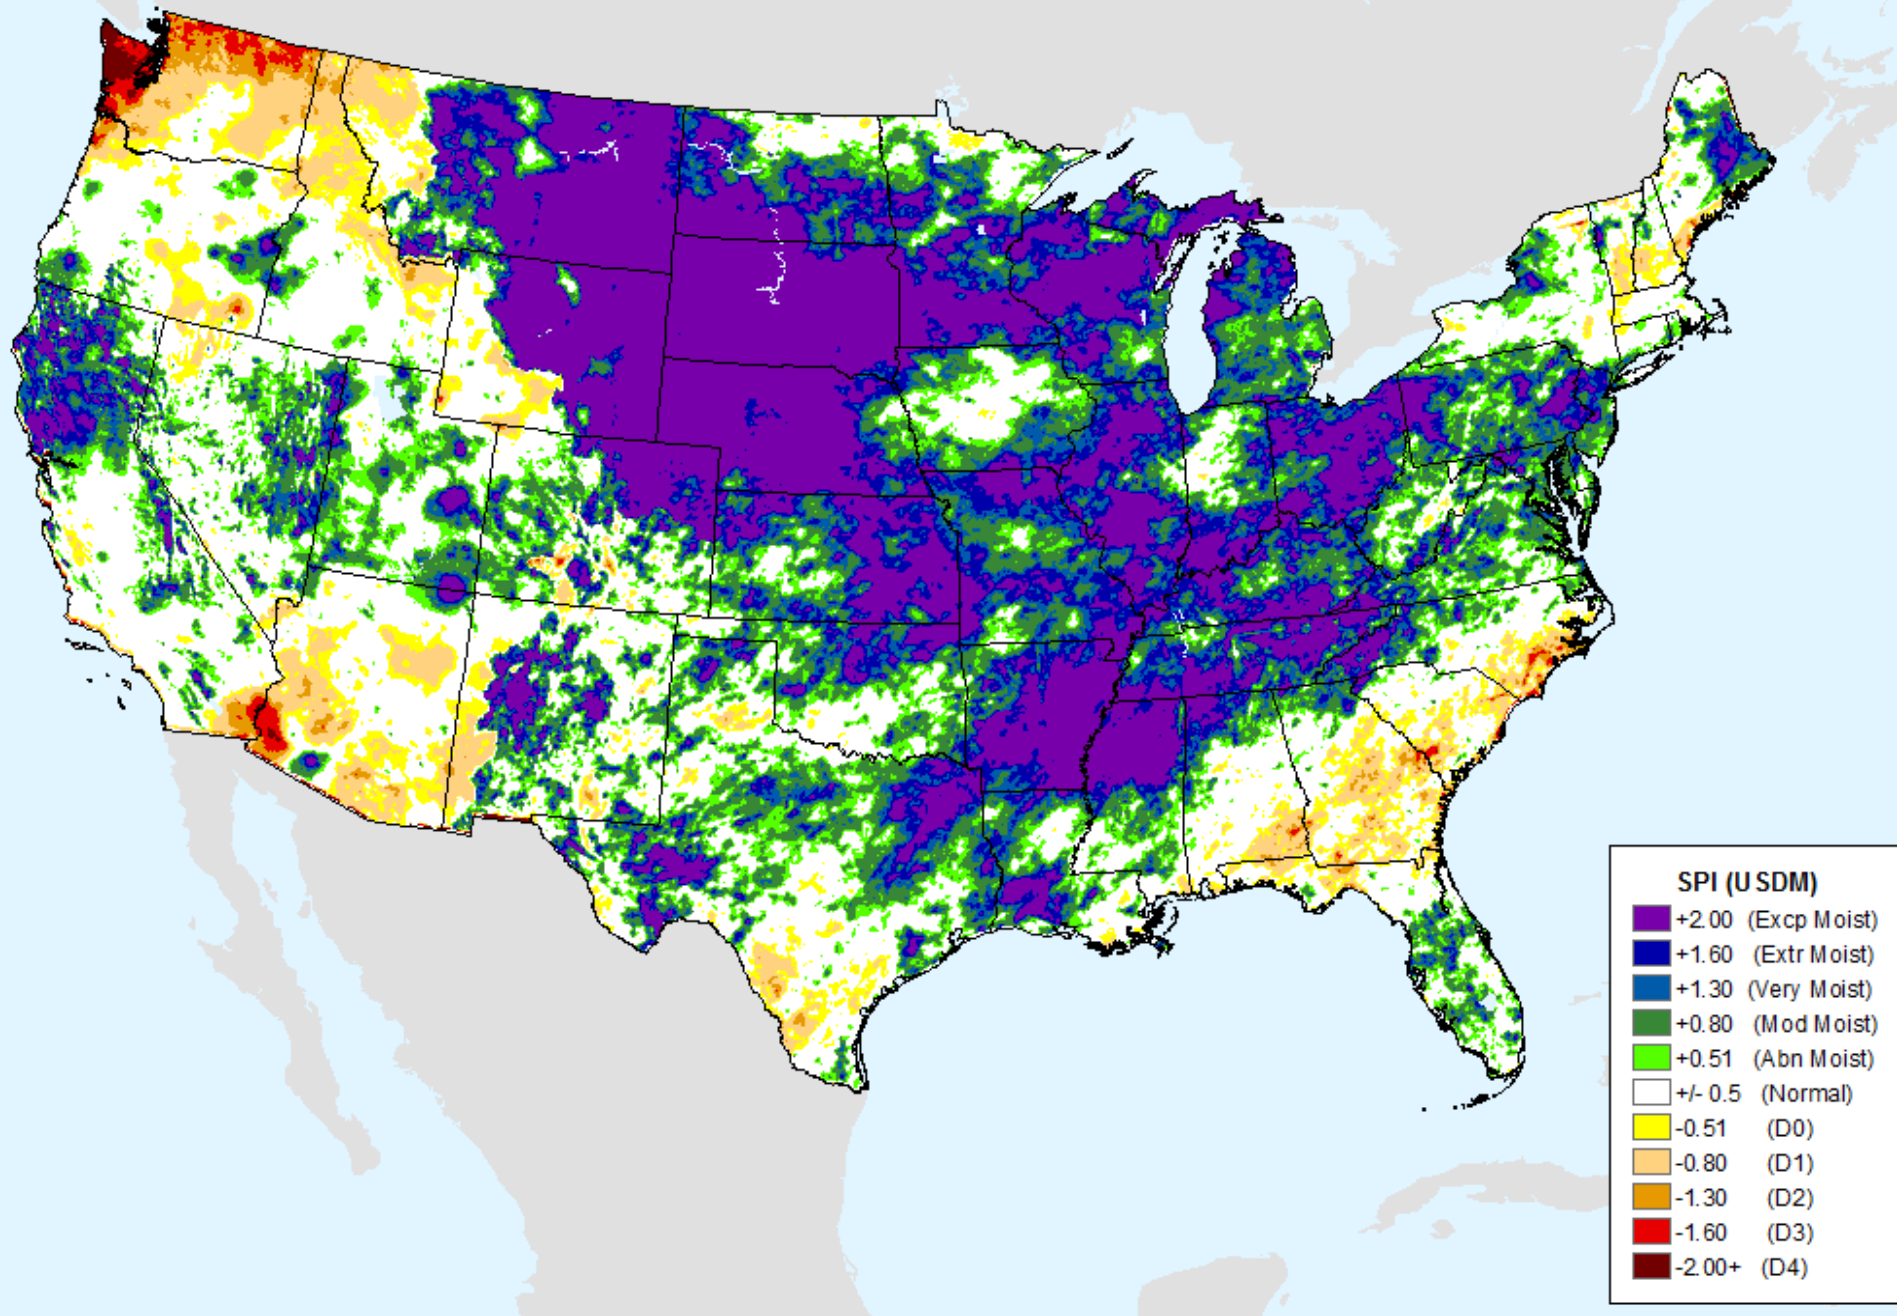 SPI (USDM)
+2.00 (Excp Moist)
+1.60 (Extr Moist)
+1.30 (Very Moist)
+0.80 (Mod Moist)
+0.51 (Abn Moist)
+/- 0.5 (Normal)
-0.51 (D0)
-0.80 (D1)
-1.30 (D2)
-1.60 (D3)
-2.00+ (D4)